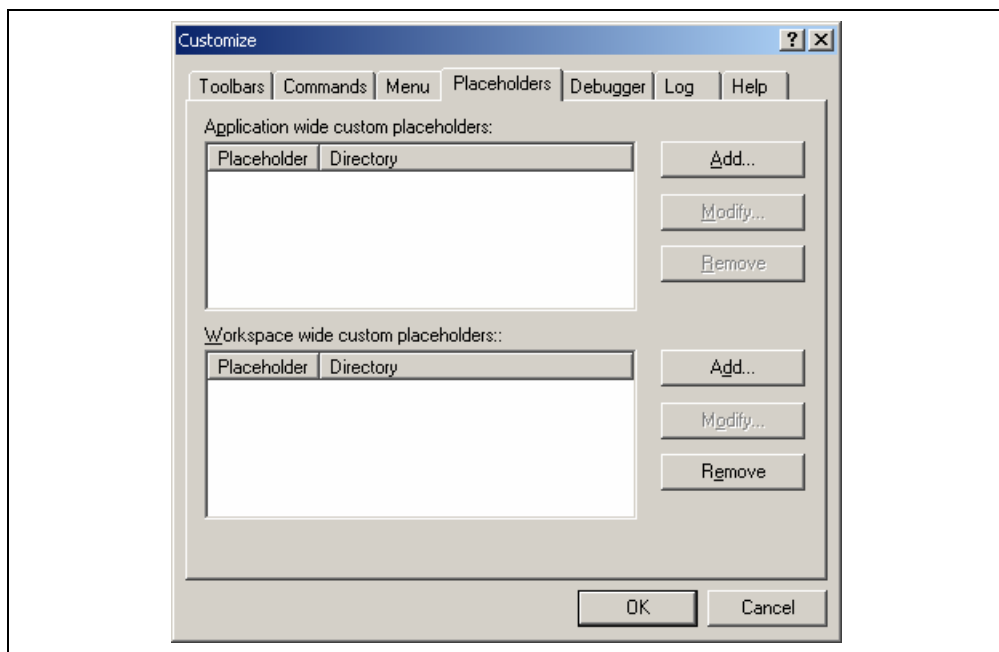 Customize
Toolbars Commands Menu Placeholders Debugger Log Help
Application wide custom placeholders:
Placeholder Directory
Add...
Modify...
Remove
Workspace wide custom placeholders::
Placeholder Directory
Add...
Modify...
Remove
OK Cancel